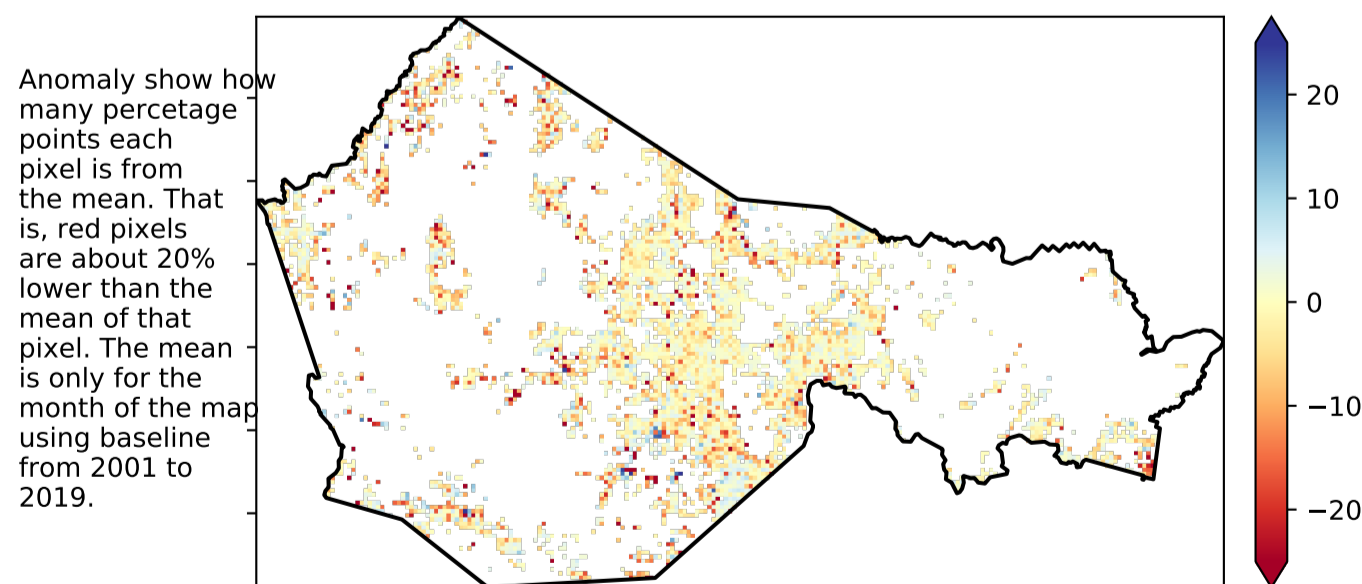 Anomaly show how
many percetage
points each
pixel is from
the mean. That
is, red pixels
are about 20%
lower than the
mean of that
pixel. The mean
is only for the
month of the map
using baseline
from 2001 to
2019.
20
10
0
−10
−20